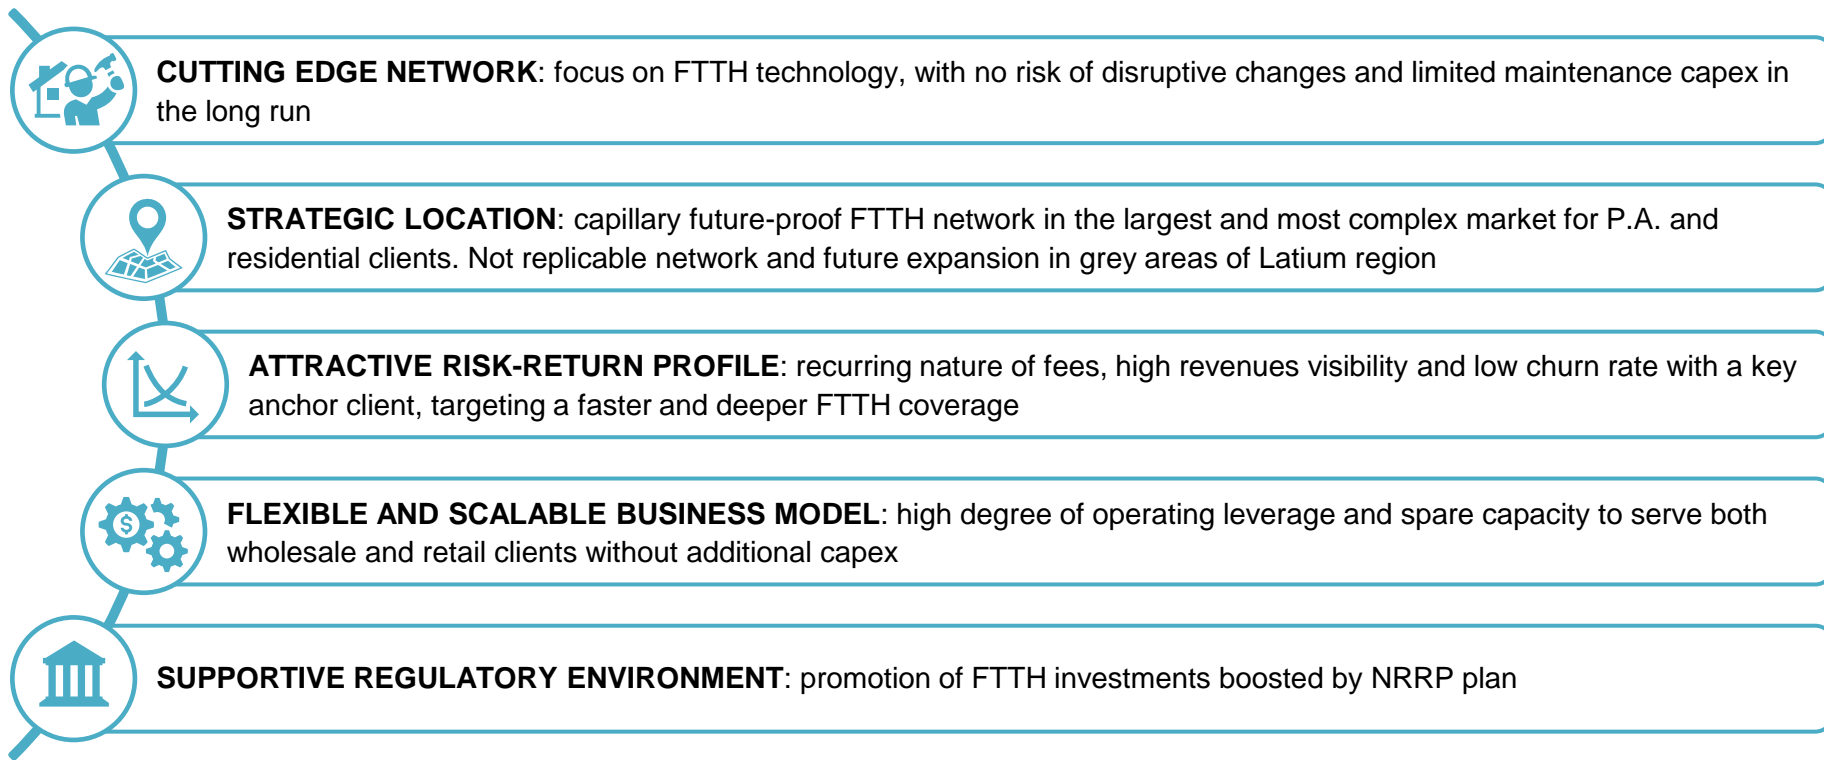 CUTTING EDGE NETWORK: focus on FTTH technology, with no risk of disruptive changes and limited maintenance capex in
the long run
STRATEGIC LOCATION: capillary future-proof FTTH network in the largest and most complex market for P.A. and
residential clients. Not replicable network and future expansion in grey areas of Latium region
ATTRACTIVE RISK-RETURN PROFILE: recurring nature of fees, high revenues visibility and low churn rate with a key
anchor client, targeting a faster and deeper FTTH coverage
$
FLEXIBLE AND SCALABLE BUSINESS MODEL: high degree of operating leverage and spare capacity to serve both
wholesale and retail clients without additional capex
SUPPORTIVE REGULATORY ENVIRONMENT: promotion of FTTH investments boosted by NRRP plan